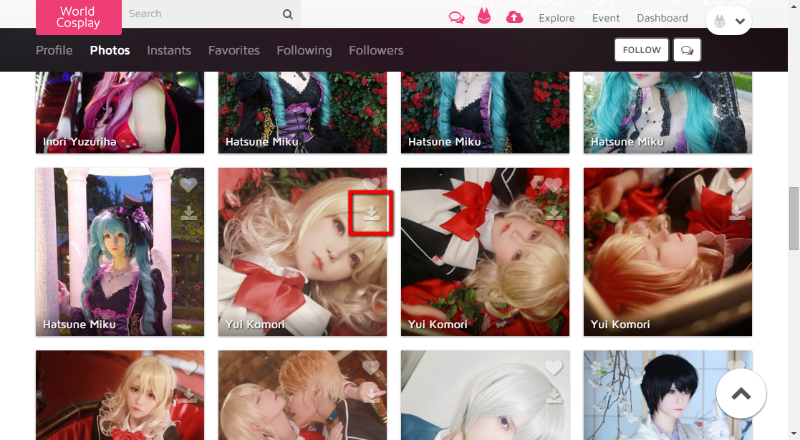 World
Cosplay
Search
Explore
Event
Dashboard
Profile
Photos
Instants
Favorites
Following
Followers
FOLLOW
Inori Yuzuriha
Hatsune Miku
Hatsune Miku
Hatsune Miku
Hatsune Miku
Yui Komori
Yui Komori
Yui Komori